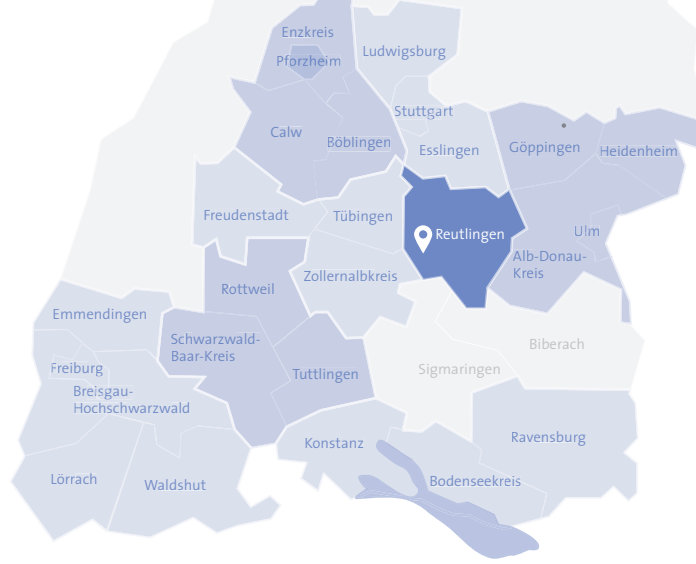 Enzkreis
Ludwigsburg
Pforzheim
Stuttgart
Calw
Böblingen
Esslingen
Göppingen
Heidenheim
Freudenstadt
Tübingen
Reutlingen
Ulm
Alb-Donau-
Kreis
Zollernalbkreis
Rottweil
Emmendingen
Schwarzwald-
Baar-Kreis
Biberach
Freiburg
Sigmaringen
Tuttlingen
Breisgau-
Hochschwarzwald
Ravensburg
Konstanz
Lörrach
Waldshut
Bodenseekreis